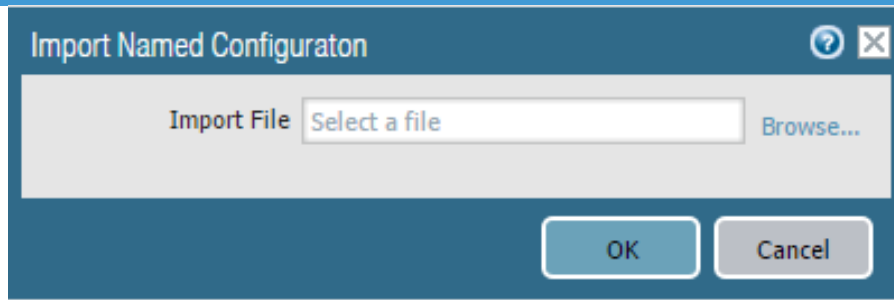 Import Named Configuraton
Import File Select a file Browse...
OK Cancel